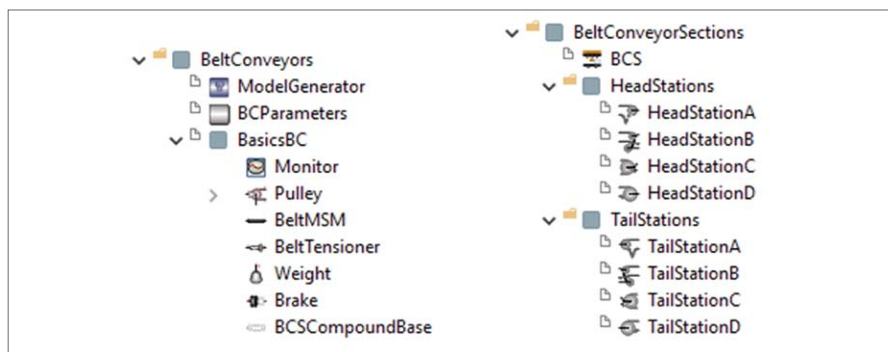 BeltConveyors
ModelGenerator
BCParameters
BasicsBC
Monitor
Pulley
BeltMSM
BeltTensioner
Weight
Brake
BCSCompoundBase
BeltConveyorSections
BCS
HeadStations
HeadStationA
HeadStationB
HeadStationC
HeadStationD
TailStations
TailStationA
TailStationB
TailStationC
TailStationD